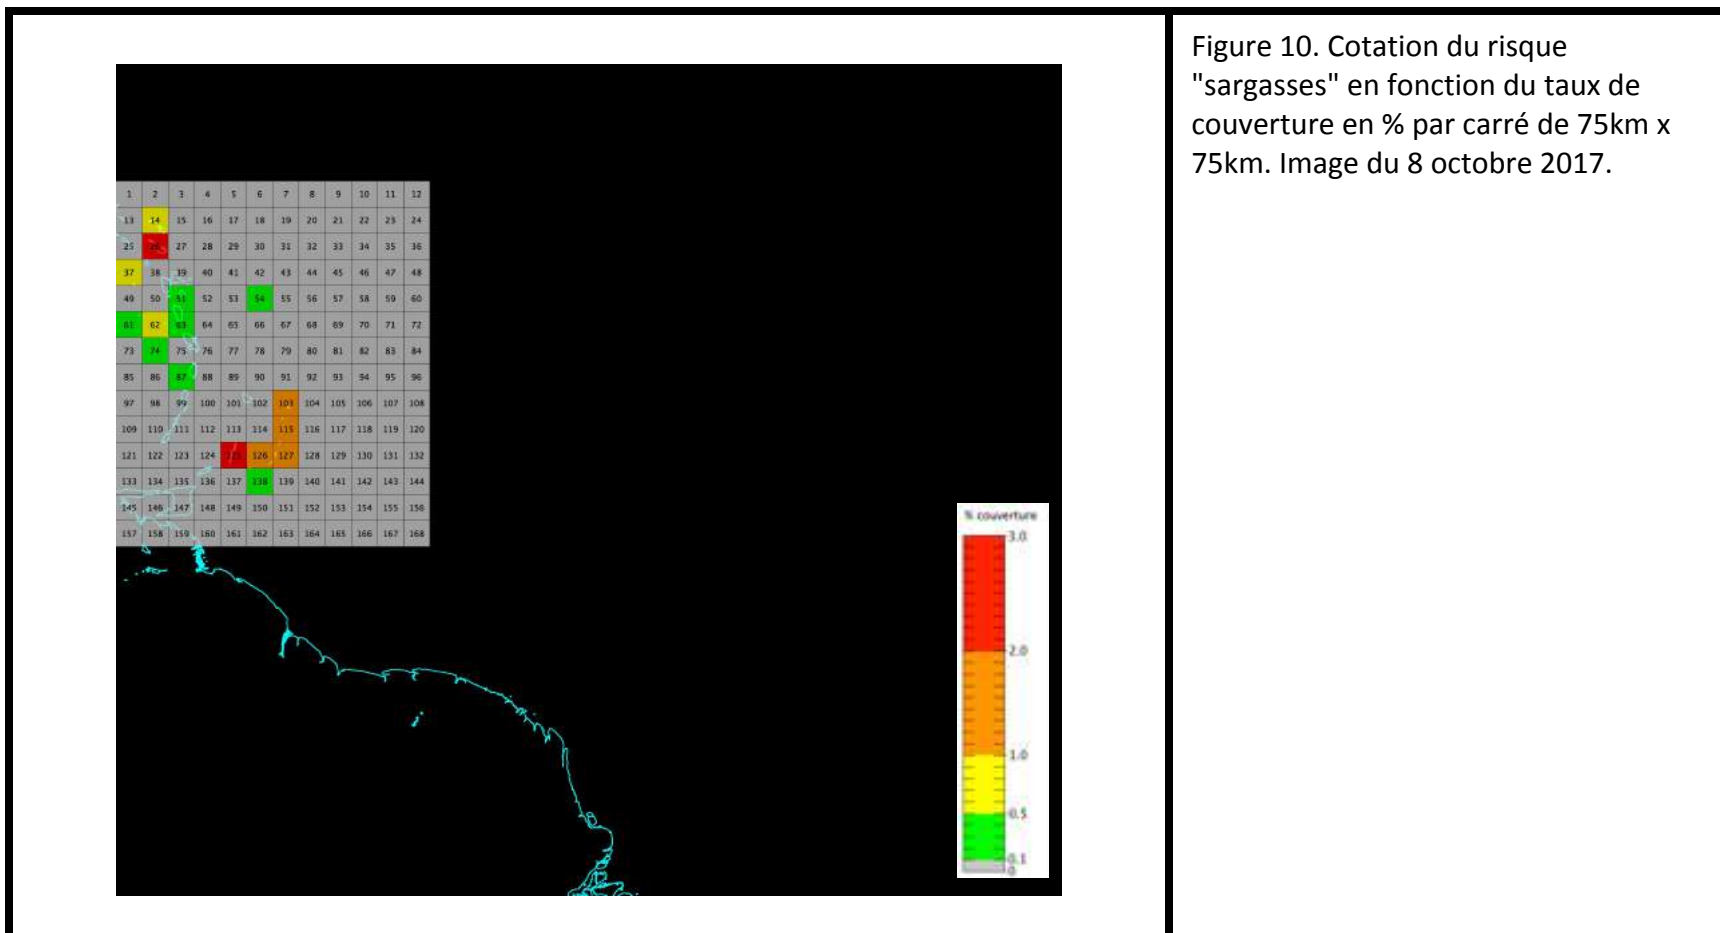 Figure 10. Cotation du risque
"sargasses" en fonction du taux de
couverture en % par carré de 75km x
75km. Image du 8 octobre 2017.
1 2 3 4 5 6 7 8 9 10 11 12
13 14 15 16 17 18 19 20 21 22 23 24
25 26 27 28 29 30 31 32 33 34 35 36
37 38 39 40 41 42 43 44 45 46 47 48
49 50 51 52 53 54 55 56 57 58 59 60
61 62 63 64 65 66 67 68 69 70 71 72
73 74 75 76 77 78 79 80 81 82 83 84
85 86 87 88 89 90 91 92 93 94 95 96
97 98 99 100 101 102 103 104 105 106 107 108
109 110 111 112 113 114 115 116 117 118 119 120
121 122 123 124 125 126 127 128 129 130 131 132
133 134 135 136 137 138 139 140 141 142 143 144
145 146 147 148 149 150 151 152 153 154 155 156
157 158 159 160 161 162 163 164 165 166 167 168
% couverture
3.0
2.0
1.0
0.5
0.1
0